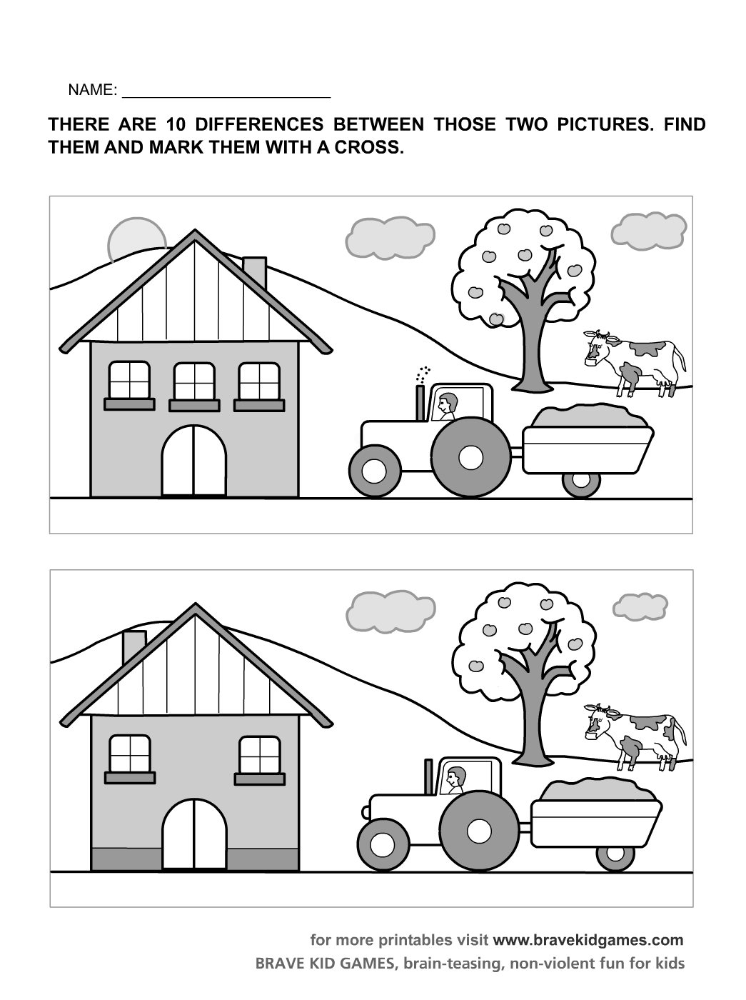 NAME: ________________________
THERE ARE 10 DIFFERENCES BETWEEN THOSE TWO PICTURES. FIND
THEM AND MARK THEM WITH A CROSS.
for more printables visit www.bravekidgames.com
BRAVE KID GAMES, brain-teasing, non-violent fun for kids